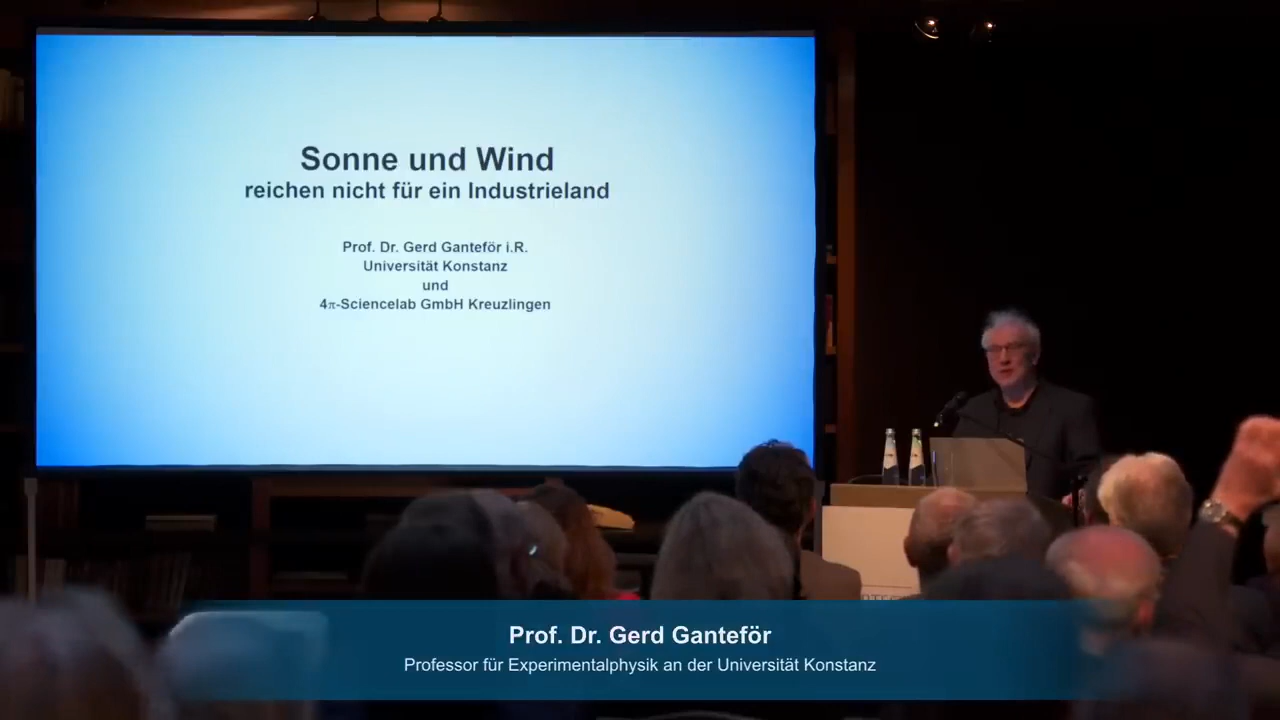 Sonne und Wind
reichen nicht für ein Industrieland
Prof. Dr. Gerd Ganteför i.R.
Universität Konstanz
und
4π-Sciencelab GmbH Kreuzlingen
Prof. Dr. Gerd Ganteför
Professor für Experimentalphysik an der Universität Konstanz